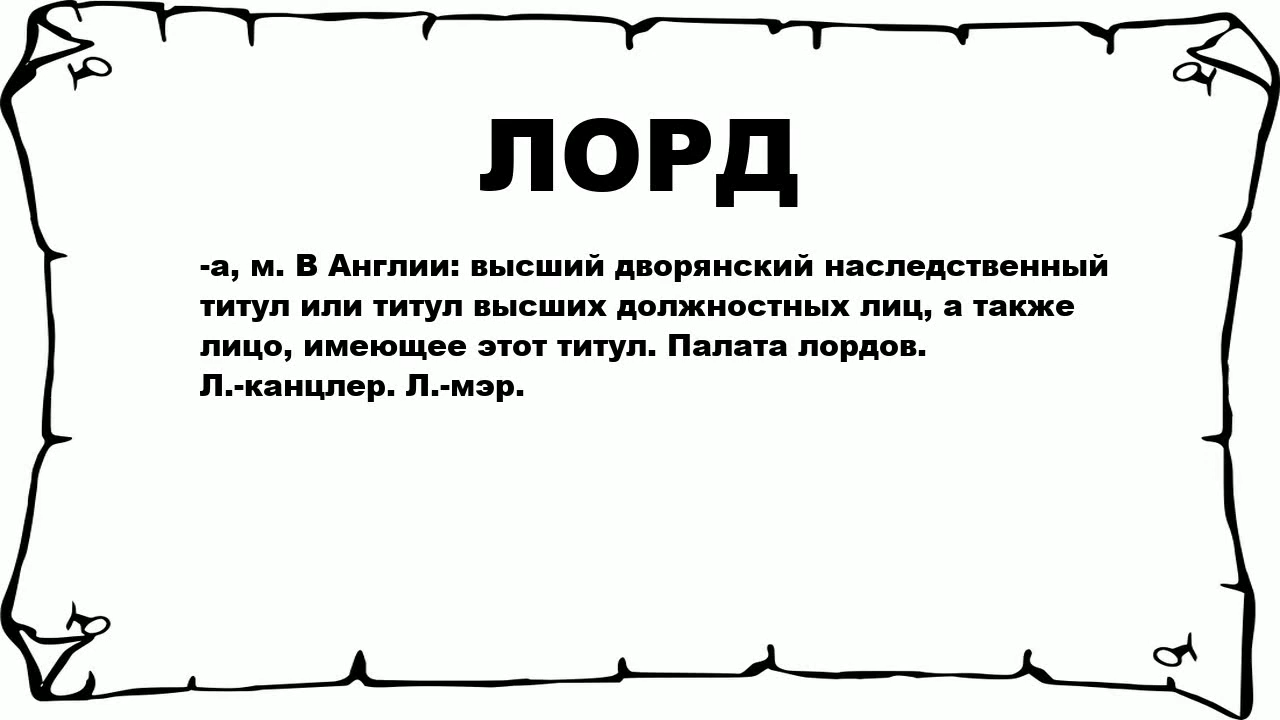 ЛОРД
-а, м. В Англии: высший дворянский наследственный
титул или титул высших должностных лиц, а также
лицо, имеющее этот титул. Палата лордов.
Л.-канцлер. Л.-мэр.